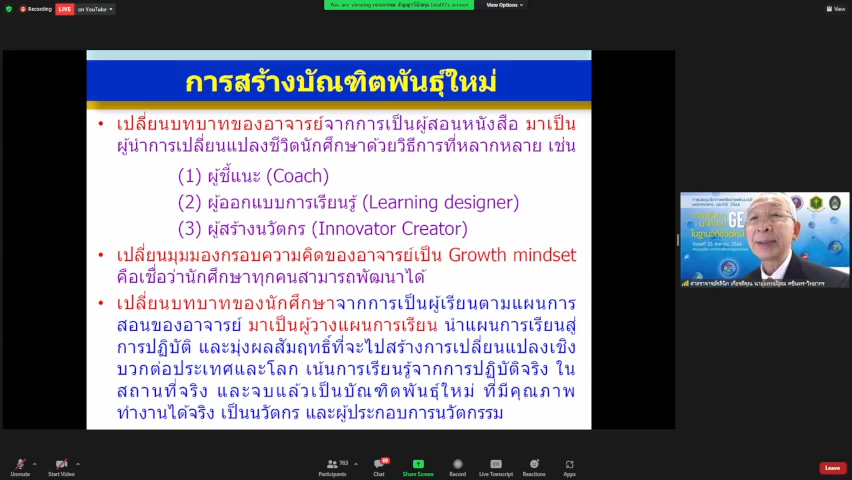 Recording
LIVE
on YouTube
You are viewing
screen
View Options
View
การสร้างบัณฑิตพันธุ์ใหม่
• เปลี่ยนบทบาทของอาจารย์จากการเป็นผู้สอนหนังสือ มาเป็น
ผู้นำการเปลี่ยนแปลงชีวิตนักศึกษาด้วยวิธีการที่หลากหลาย เช่น
(1) ผู้ชี้แนะ (Coach)
(2) ผู้ออกแบบการเรียนรู้ (Learning designer)
(3) ผู้สร้างนวัตกร (Innovator Creator)
• เปลี่ยนมุมมองกรอบความคิดของอาจารย์เป็น Growth mindset
คือเชื่อว่านักศึกษาทุกคนสามารถพัฒนาได้
• เปลี่ยนบทบาทของนักศึกษาจากการเป็นผู้เรียนตามแผนการ
สอนของอาจารย์ มาเป็นผู้วางแผนการเรียน นำแผนการเรียนสู่
การปฏิบัติ และมุ่งผลสัมฤทธิ์ที่จะไปสร้างการเปลี่ยนแปลงเชิง
บวกต่อประเทศและโลก เน้นการเรียนรู้จากการปฏิบัติจริง ใน
สถานที่จริง และจบแล้วเป็นบัณฑิตพันธุ์ใหม่ ที่มีคุณภาพ
ทำงานได้จริง เป็นนวัตกร และผู้ประกอบการนวัตกรรม
GE
Unmute
Start Video
Participants
763
Chat
Share Screen
Record
Live Transcript
Reactions
Apps
Leave